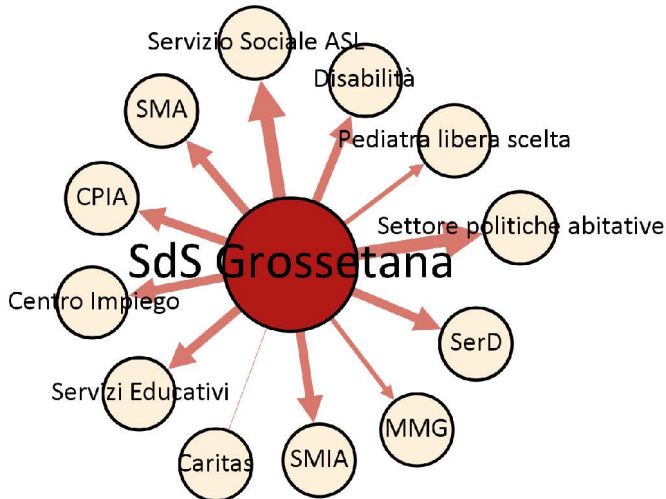 Servizio Sociale ASL
Disabilità
SMA
Pediatra libera scelta
CPIA
Settore politiche abitative
SdS Grossetana
Centro Impiego
SerD
Servizi Educativi
MMG
Caritas
SMIA